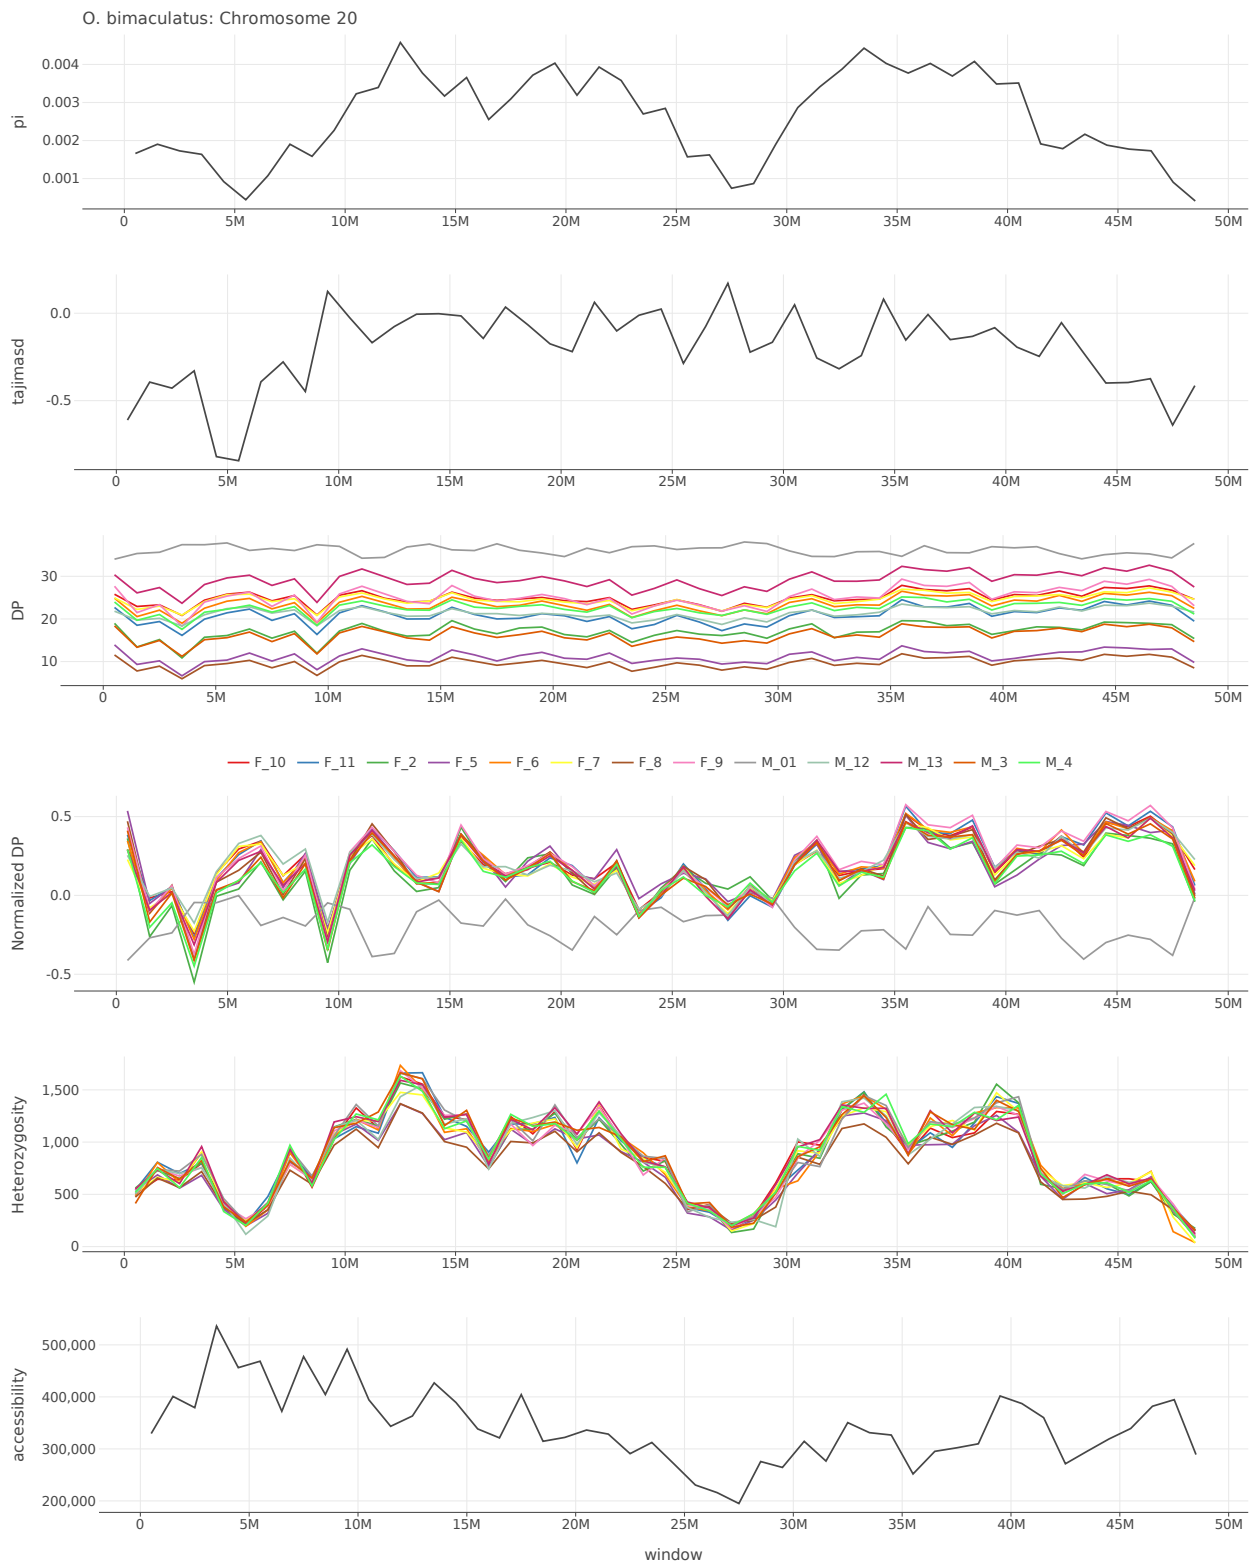 O. bimaculatus: Chromosome 20
pi
0.004
0.003
0.002
0.001
0 5M 10M 15M 20M 25M 30M 35M 40M 45M 50M
tajimasd
0.0
-0.5
0 5M 10M 15M 20M 25M 30M 35M 40M 45M 50M
DP
30
20
10
0 5M 10M 15M 20M 25M 30M 35M 40M 45M 50M
F_10 F_11 F_2 F_5 F_6 F_7 F_8 F_9 M_01 M_12 M_13 M_3 M_4
Normalized DP
0.5
0.0
-0.5
0 5M 10M 15M 20M 25M 30M 35M 40M 45M 50M
Heterozygosity
1,500
1,000
500
0
0 5M 10M 15M 20M 25M 30M 35M 40M 45M 50M
accessibility
500,000
400,000
300,000
200,000
0 5M 10M 15M 20M 25M 30M 35M 40M 45M 50M
window